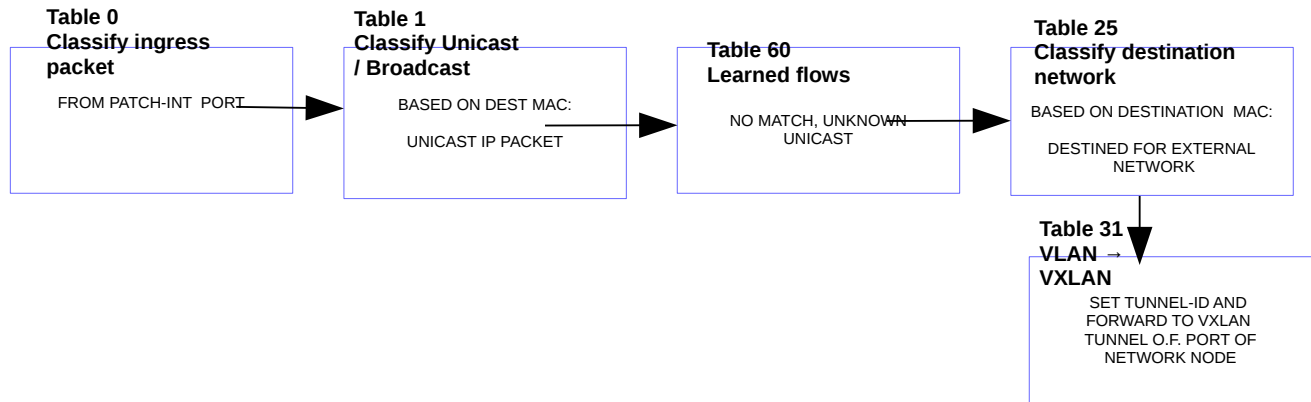 Table 0
Classify ingress
packet
FROM PATCH-INT PORT
Table 1
Classify Unicast
/ Broadcast
BASED ON DEST MAC:
UNICAST IP PACKET
Table 60
Learned flows
NO MATCH, UNKNOWN
UNICAST
Table 25
Classify destination
network
BASED ON DESTINATION MAC:
DESTINED FOR EXTERNAL
NETWORK
Table 31
VLAN →
VXLAN
SET TUNNEL-ID AND
FORWARD TO VXLAN
TUNNEL O.F. PORT OF
NETWORK NODE